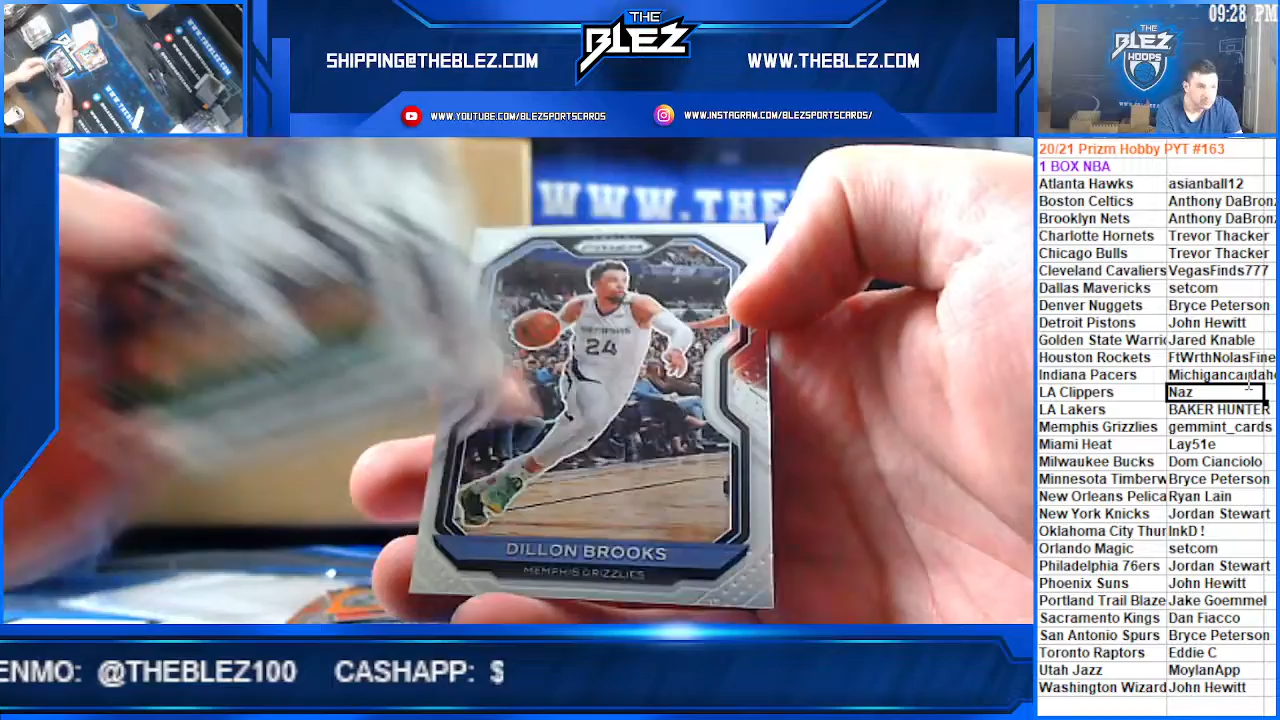 SHIPPING@THEBLEZ.COM
THE
BLEZ
WWW.THEBLEZ.COM
WWW.YOUTUBE.COM/BLEZSPORTSCARDS
WWW.INSTAGRAM.COM/BLEZSPORTSCARDS/
09:28 PM
THE
BLEZ
HOOPS
WWW.THE
PRIZM
MEMPHIS
24
DILLON BROOKS
MEMPHIS GRIZZLIES
20/21 Prizm Hobby PYT #163
1 BOX NBA
Atlanta Hawks asianball12
Boston Celtics Anthony DaBron
Brooklyn Nets Anthony DaBron
Charlotte Hornets Trevor Thacker
Chicago Bulls Trevor Thacker
Cleveland Cavaliers VegasFinds777
Dallas Mavericks setcom
Denver Nuggets Bryce Peterson
Detroit Pistons John Hewitt
Golden State Warri Jared Knable
Houston Rockets FtWrthNolasFine
Indiana Pacers Michigancardah
LA Clippers Naz
LA Lakers BAKER HUNTER
Memphis Grizzlies gemmint_cards
Miami Heat Lay51e
Milwaukee Bucks Dom Cianciolo
Minnesota Timberw Bryce Peterson
New Orleans Pelica Ryan Lain
New York Knicks Jordan Stewart
Oklahoma City Thur InkD !
Orlando Magic setcom
Philadelphia 76ers Jordan Stewart
Phoenix Suns John Hewitt
Portland Trail Blaze Jake Goemmel
Sacramento Kings Dan Fiacco
San Antonio Spurs Bryce Peterson
Toronto Raptors Eddie C
Utah Jazz MoylanApp
Washington Wizard John Hewitt
ENMO: @THEBLEZ100 CASHAPP: $